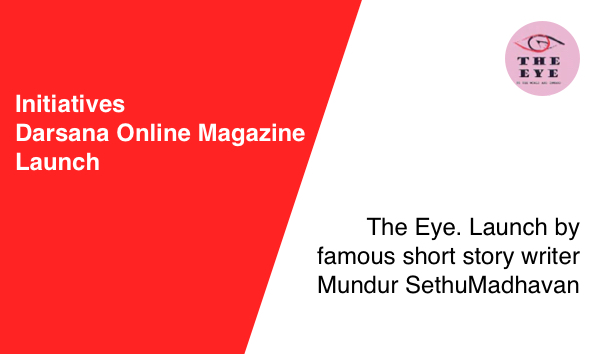 Initiatives
Darsana Online Magazine
Launch
THE
EYE
The Eye. Launch by
famous short story writer
Mundur SethuMadhavan